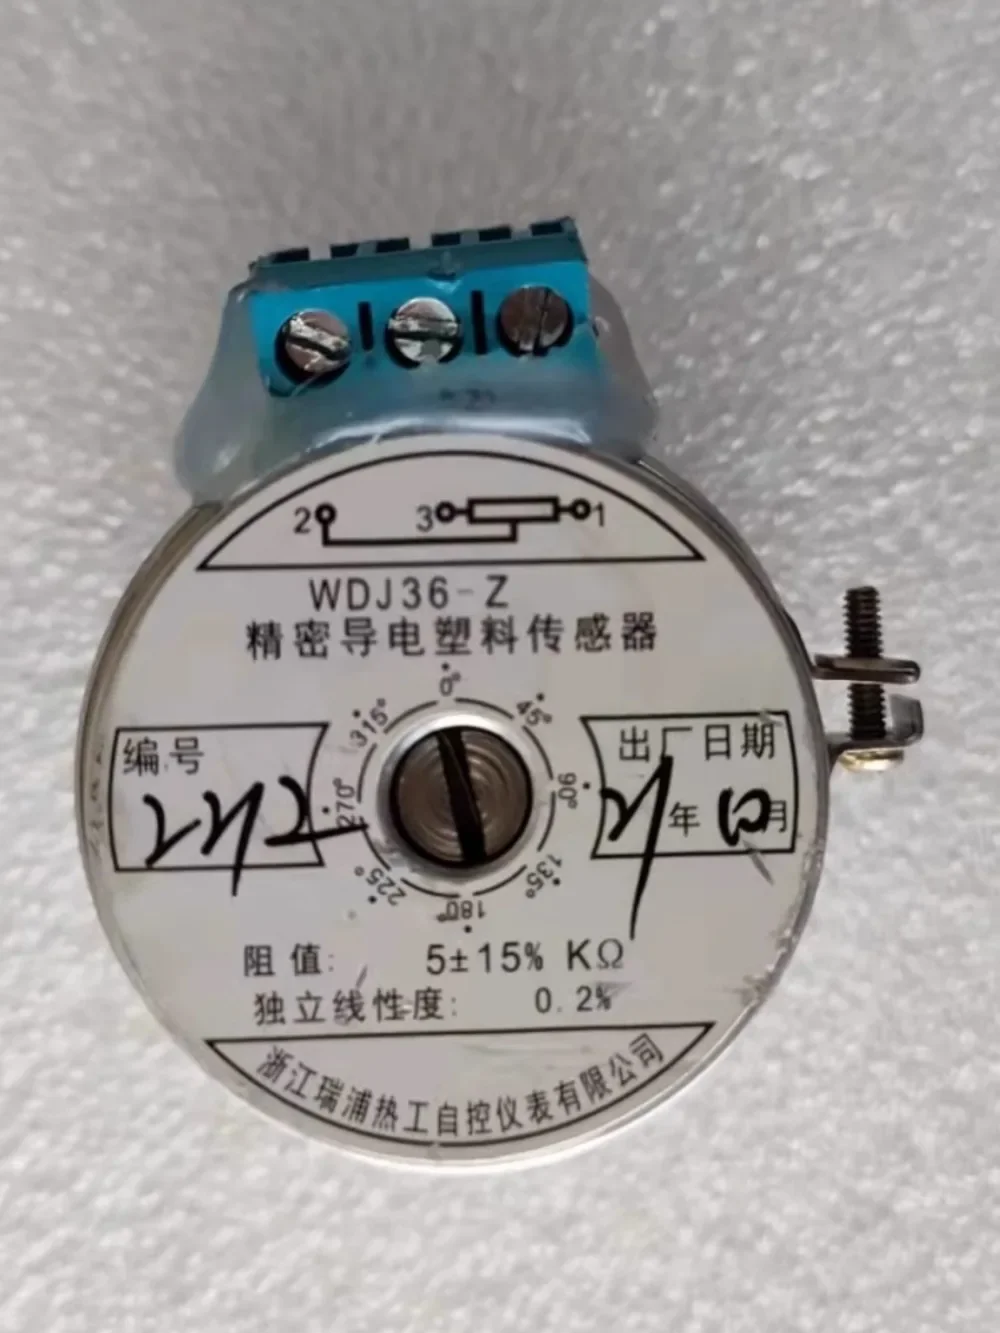 2 3 1
WDJ36-Z
精密导电塑料传感器
0° 45° 90° 135° 180° 225° 270° 315°
编号
出厂日期
年 月
阻值: 5±15% KΩ
独立线性度: 0.2%
浙江瑞浦热工自控仪表有限公司